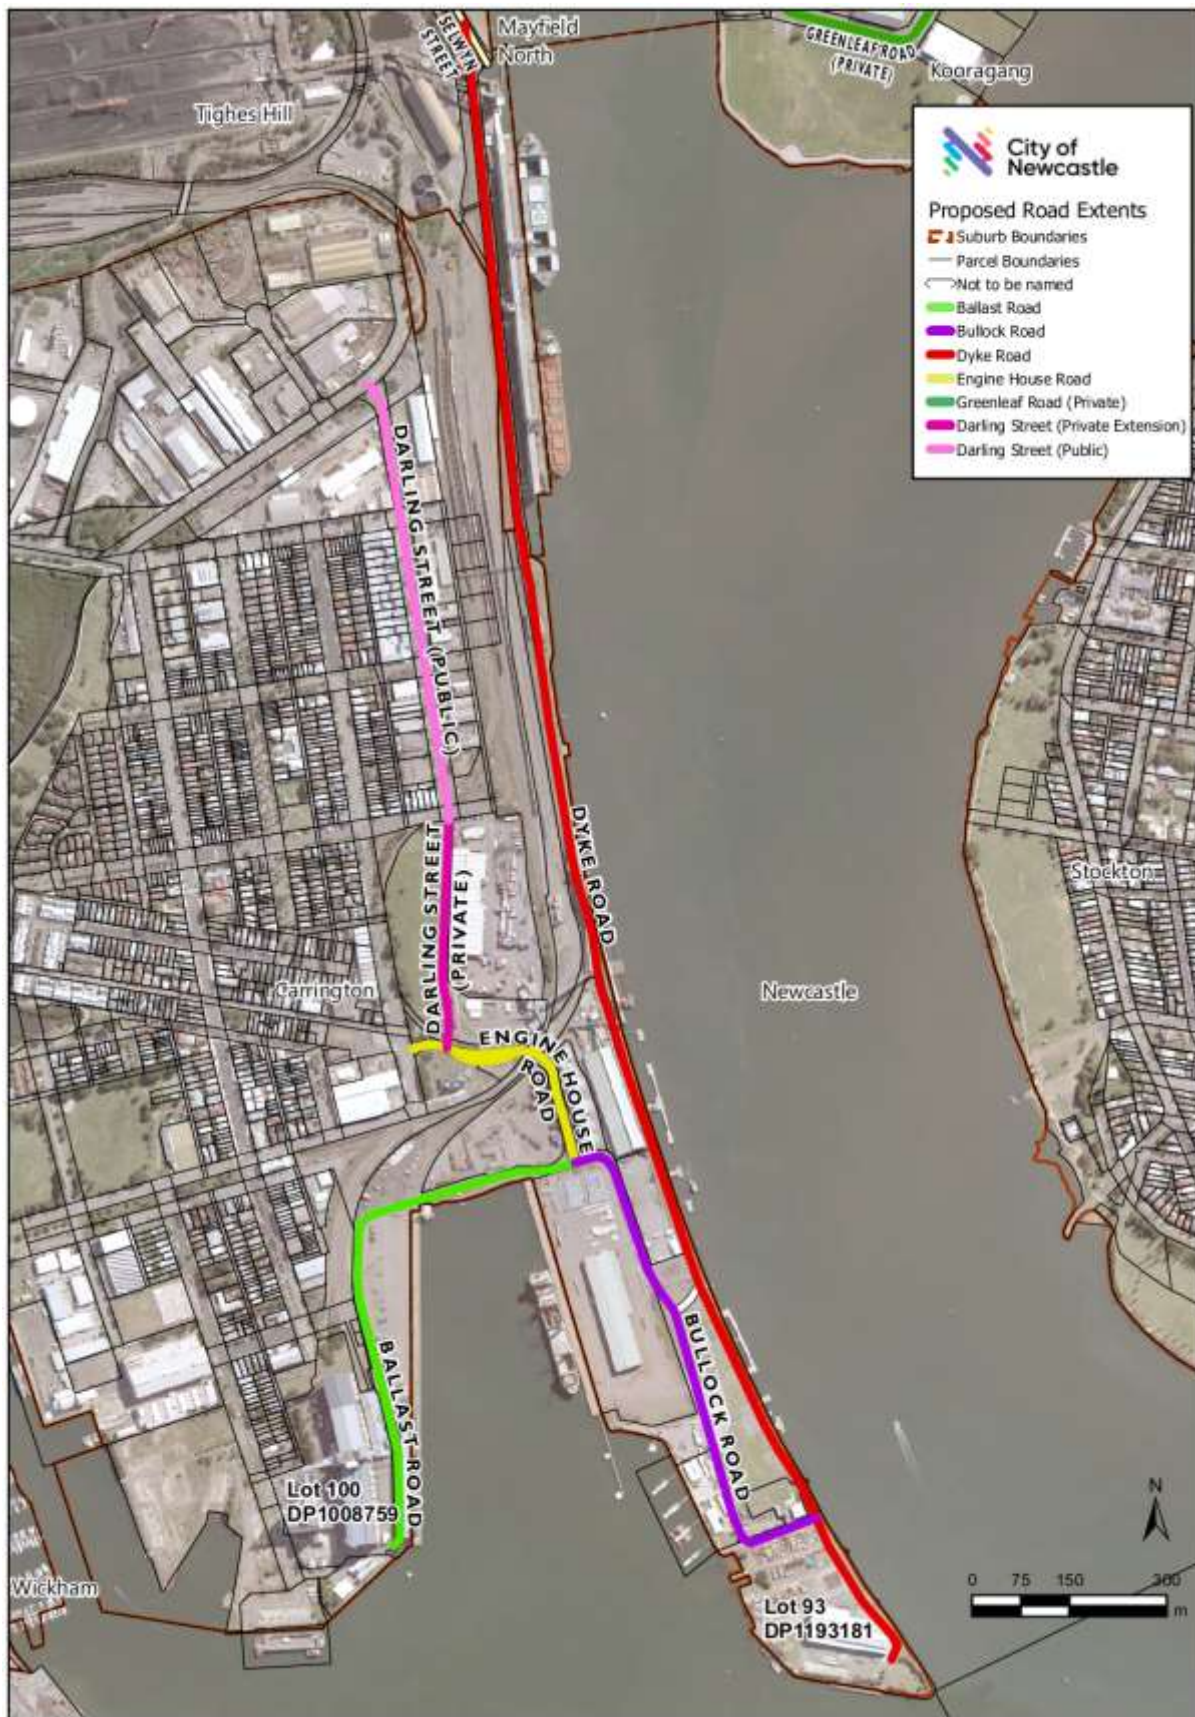 SELWYN
STREET
Mayfield
North
GREENLEAF ROAD
(PRIVATE)
Kooragang
Tighes Hill
City of
Newcastle
Proposed Road Extents
Suburb Boundaries
Parcel Boundaries
Not to be named
Ballast Road
Bullock Road
Dyke Road
Engine House Road
Greenleaf Road (Private)
Darling Street (Private Extension)
Darling Street (Public)
DARLING STREET (PUBLIC)
DYKE ROAD
DARLING STREET
(PRIVATE)
Stockton
Carrington
Newcastle
ENGINE HOUSE
ROAD
BALLAST ROAD
BULLOCK ROAD
Lot 100
DP1008759
Wickham
Lot 93
DP1193181
N
0 75 150 300
m